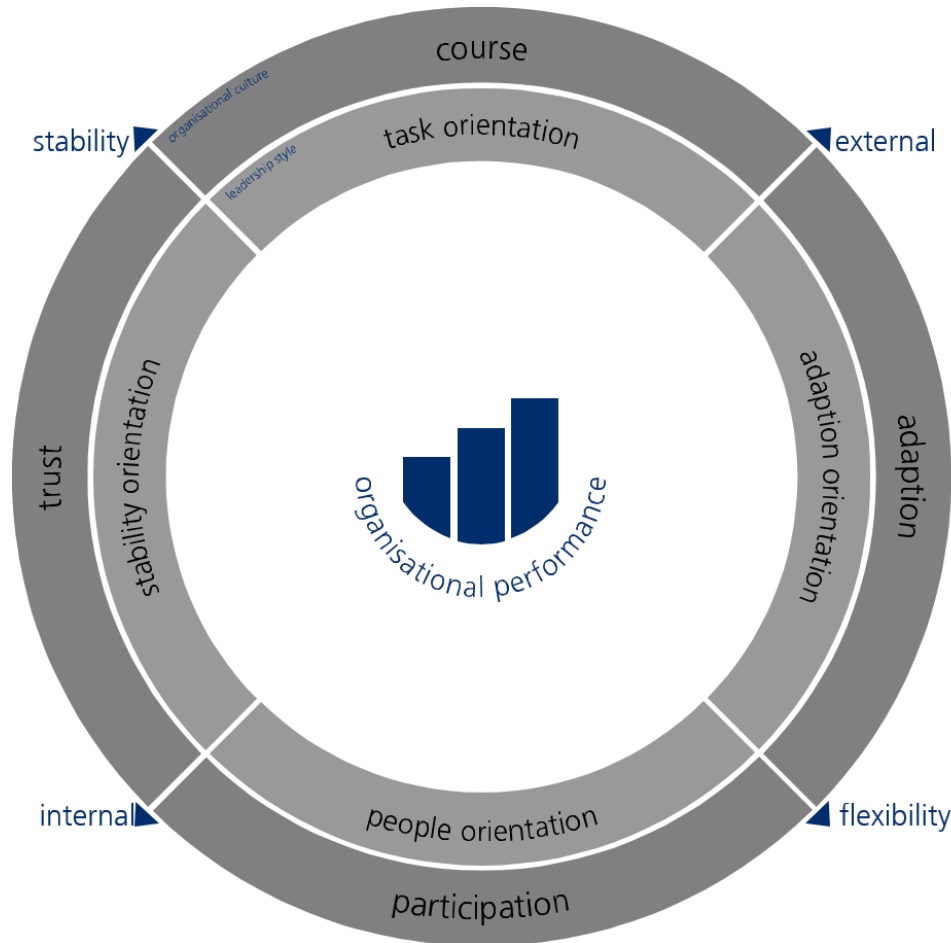 course
organisational culture
stability
external
task orientation
leadership style
trust
stability orientation
adaption orientation
adaption
organisational performance
internal
flexibility
people orientation
participation